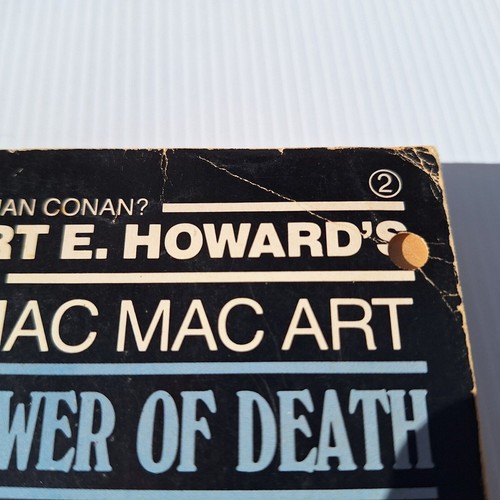 ②
IAN CONAN?
RT E. HOWARD'S
MAC MAC ART
WER OF DEATH